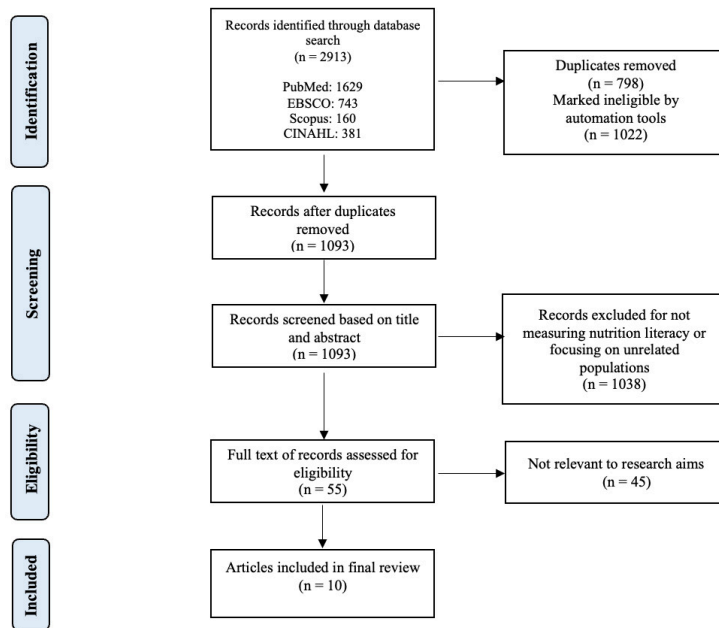 Identification
Records identified through database
search
(n = 2913)
PubMed: 1629
EBSCO: 743
Scopus: 160
CINAHL: 381
Duplicates removed
(n = 798)
Marked ineligible by
automation tools
(n = 1022)
Screening
Records after duplicates
removed
(n = 1093)
Records screened based on title
and abstract
(n = 1093)
Records excluded for not
measuring nutrition literacy or
focusing on unrelated
populations
(n = 1038)
Eligibility
Full text of records assessed for
eligibility
(n = 55)
Not relevant to research aims
(n = 45)
Included
Articles included in final review
(n = 10)